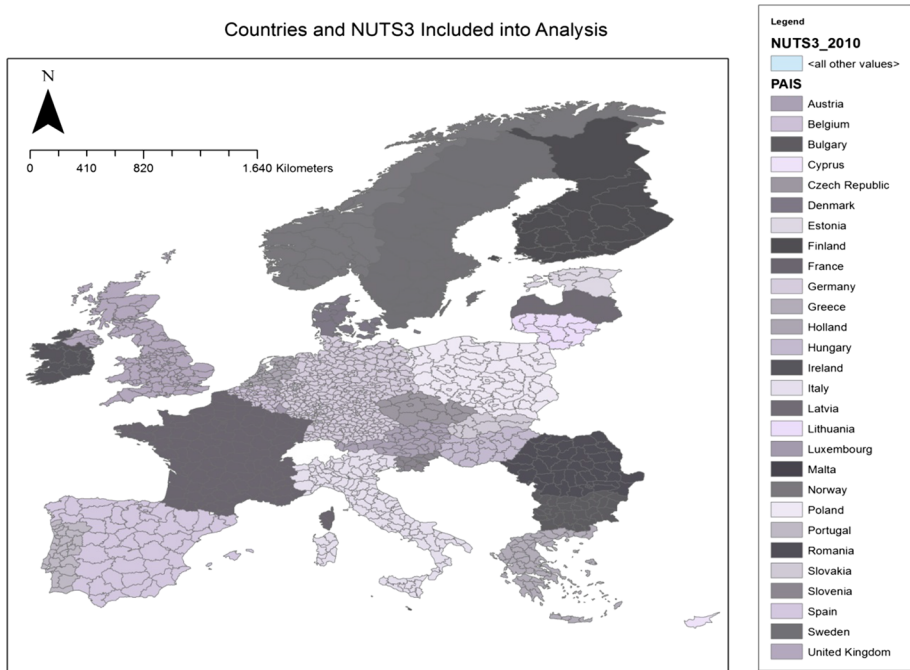 Countries and NUTS3 Included into Analysis
N
0 410 820 1.640 Kilometers
Legend
NUTS3_2010
<all other values>
PAIS
Austria
Belgium
Bulgary
Cyprus
Czech Republic
Denmark
Estonia
Finland
France
Germany
Greece
Holland
Hungary
Ireland
Italy
Latvia
Lithuania
Luxembourg
Malta
Norway
Poland
Portugal
Romania
Slovakia
Slovenia
Spain
Sweden
United Kingdom